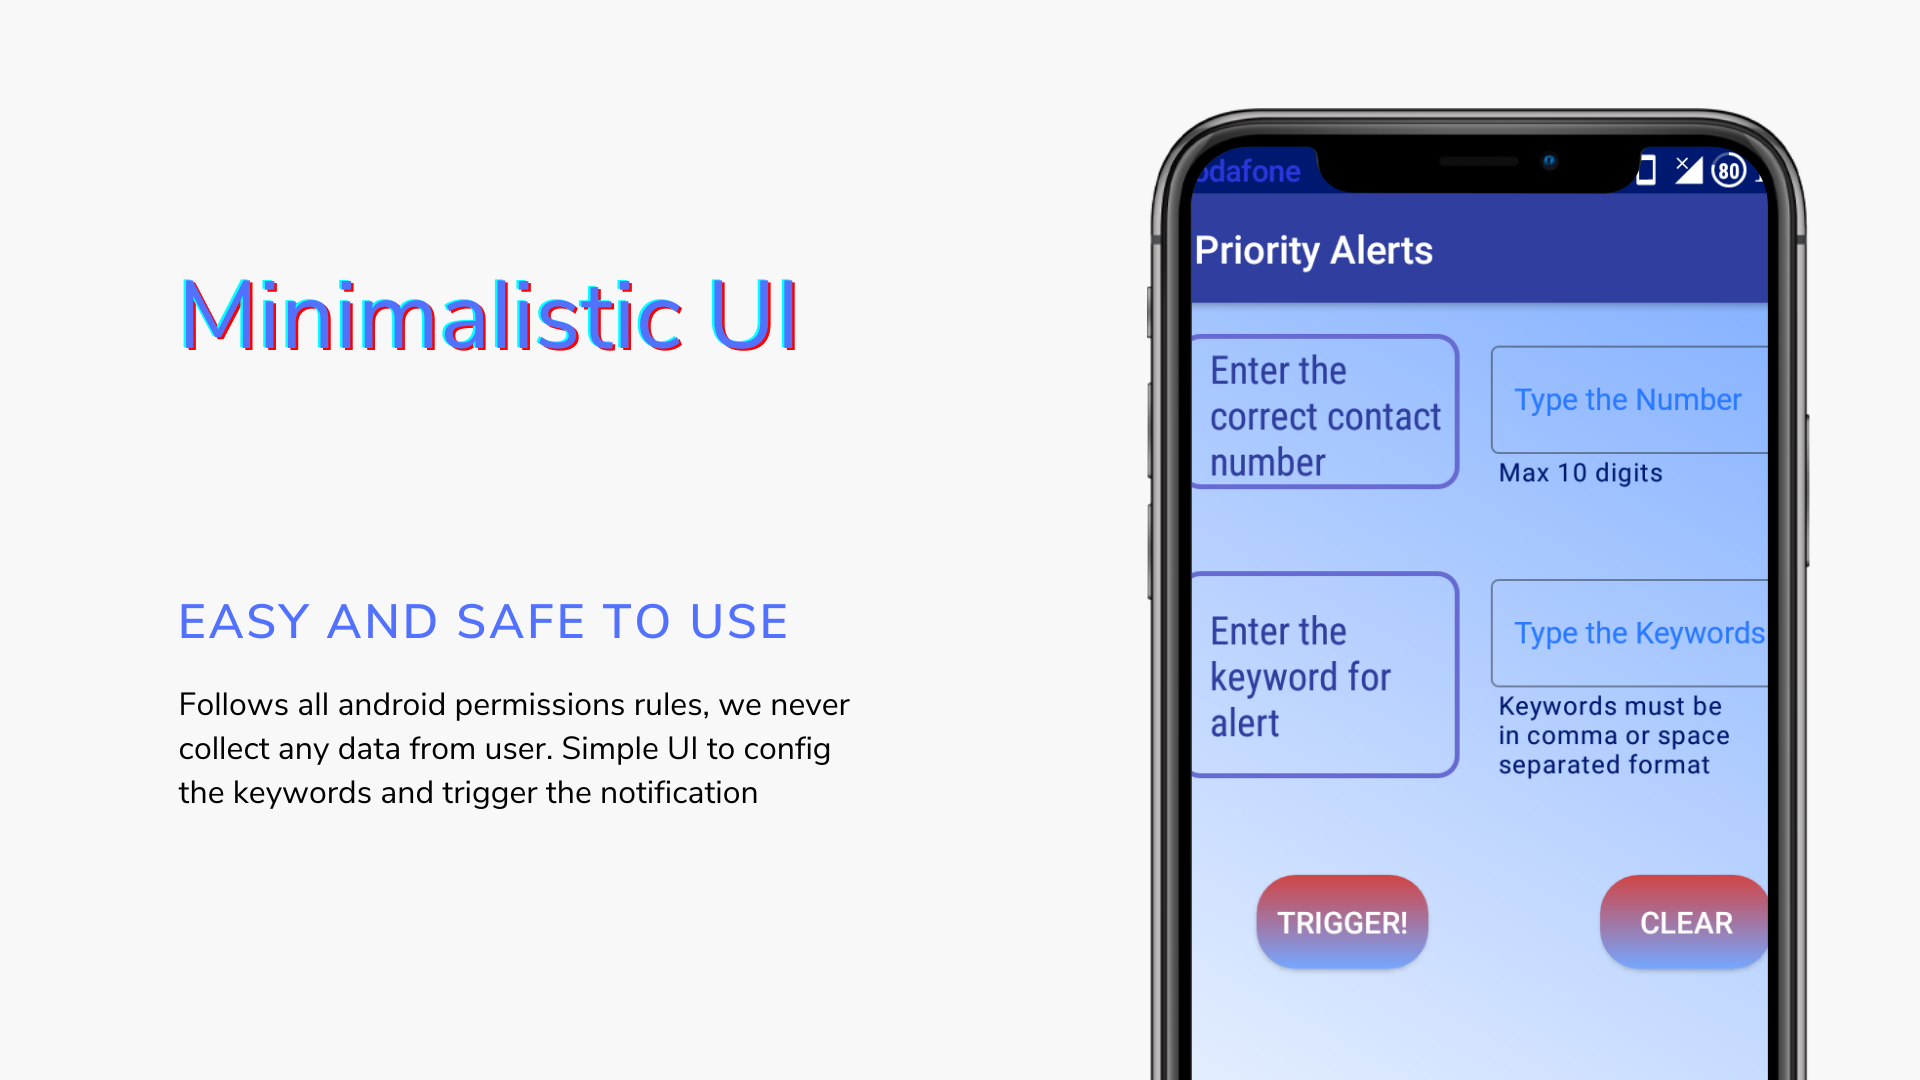 Minimalistic UI
EASY AND SAFE TO USE
Follows all android permissions rules, we never
collect any data from user. Simple UI to config
the keywords and trigger the notification
odafone
80
Priority Alerts
Enter the
correct contact
number
Type the Number
Max 10 digits
Enter the
keyword for
alert
Type the Keywords
Keywords must be
in comma or space
separated format
TRIGGER!
CLEAR